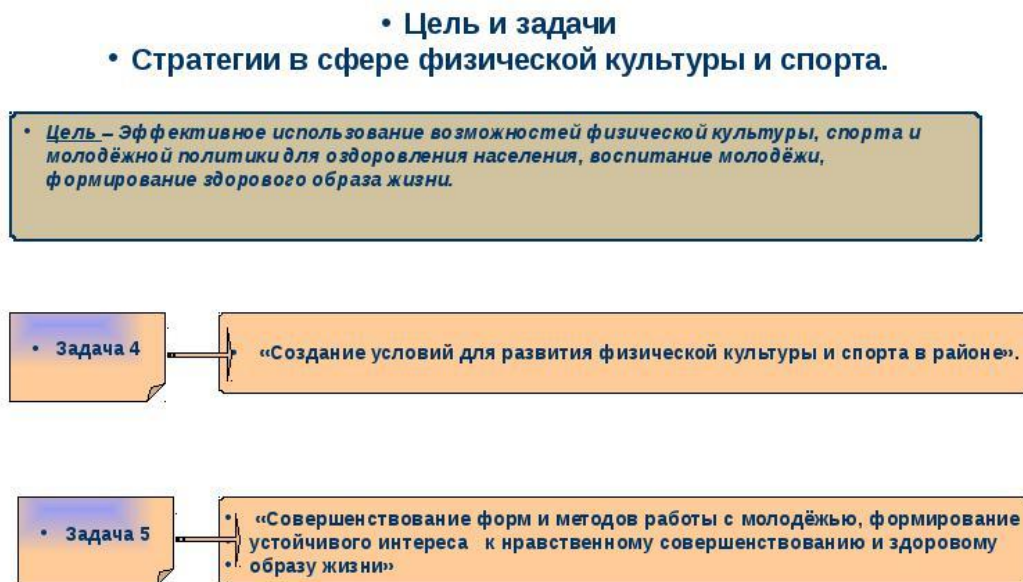 • Цель и задачи
• Стратегии в сфере физической культуры и спорта.
• Цель – Эффективное использование возможностей физической культуры, спорта и
молодёжной политики для оздоровления населения, воспитание молодёжи,
формирование здорового образа жизни.
• Задача 4
• «Создание условий для развития физической культуры и спорта в районе».
• Задача 5
• «Совершенствование форм и методов работы с молодёжью, формирование
устойчивого интереса к нравственному совершенствованию и здоровому
• образу жизни»